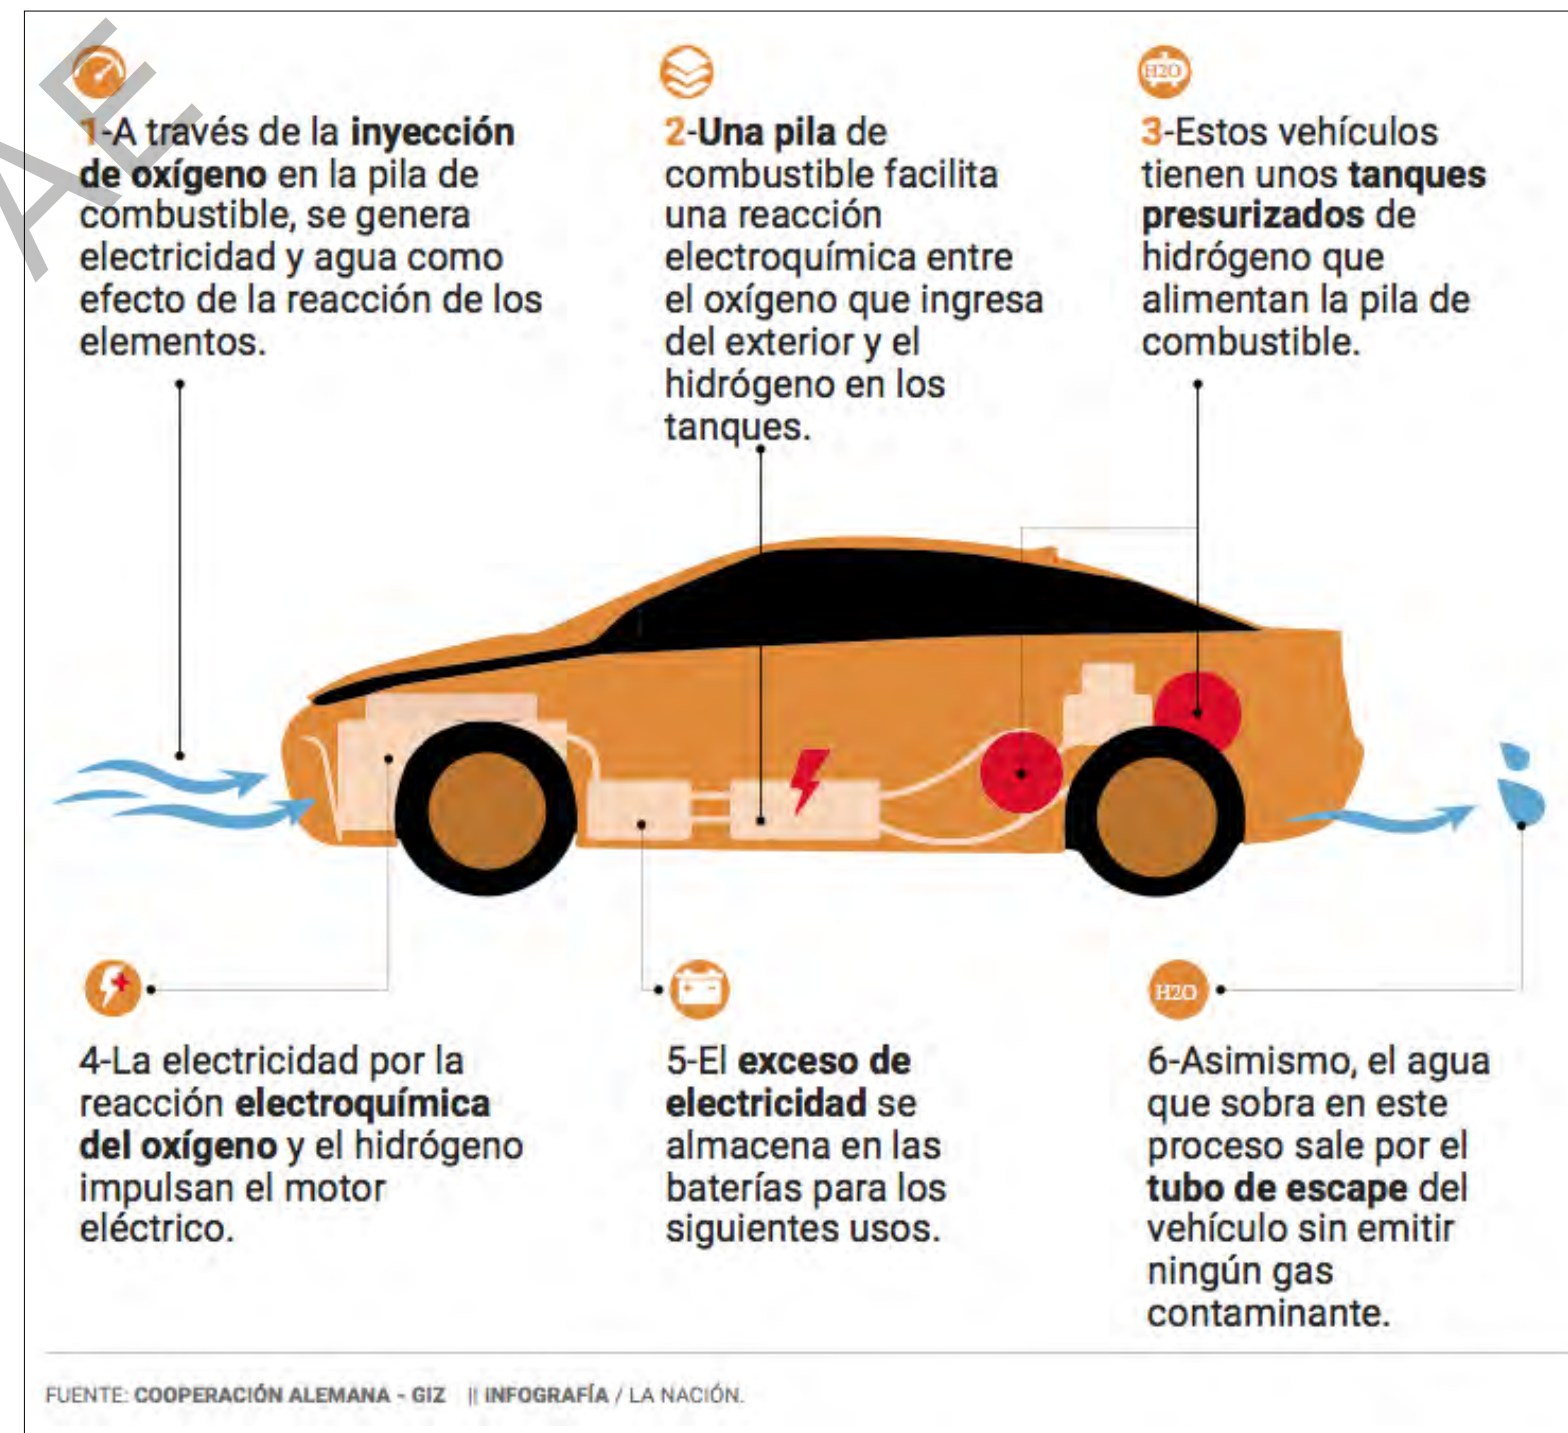 AE
1-A través de la inyección
de oxígeno en la pila de
combustible, se genera
electricidad y agua como
efecto de la reacción de los
elementos.
2-Una pila de
combustible facilita
una reacción
electroquímica entre
el oxígeno que ingresa
del exterior y el
hidrógeno en los
tanques.
H2O
3-Estos vehículos
tienen unos tanques
presurizados de
hidrógeno que
alimentan la pila de
combustible.
4-La electricidad por la
reacción electroquímica
del oxígeno y el hidrógeno
impulsan el motor
eléctrico.
5-El exceso de
electricidad se
almacena en las
baterías para los
siguientes usos.
H2O
6-Asimismo, el agua
que sobra en este
proceso sale por el
tubo de escape del
vehículo sin emitir
ningún gas
contaminante.
FUENTE: COOPERACIÓN ALEMANA - GIZ || INFOGRAFÍA / LA NACIÓN.